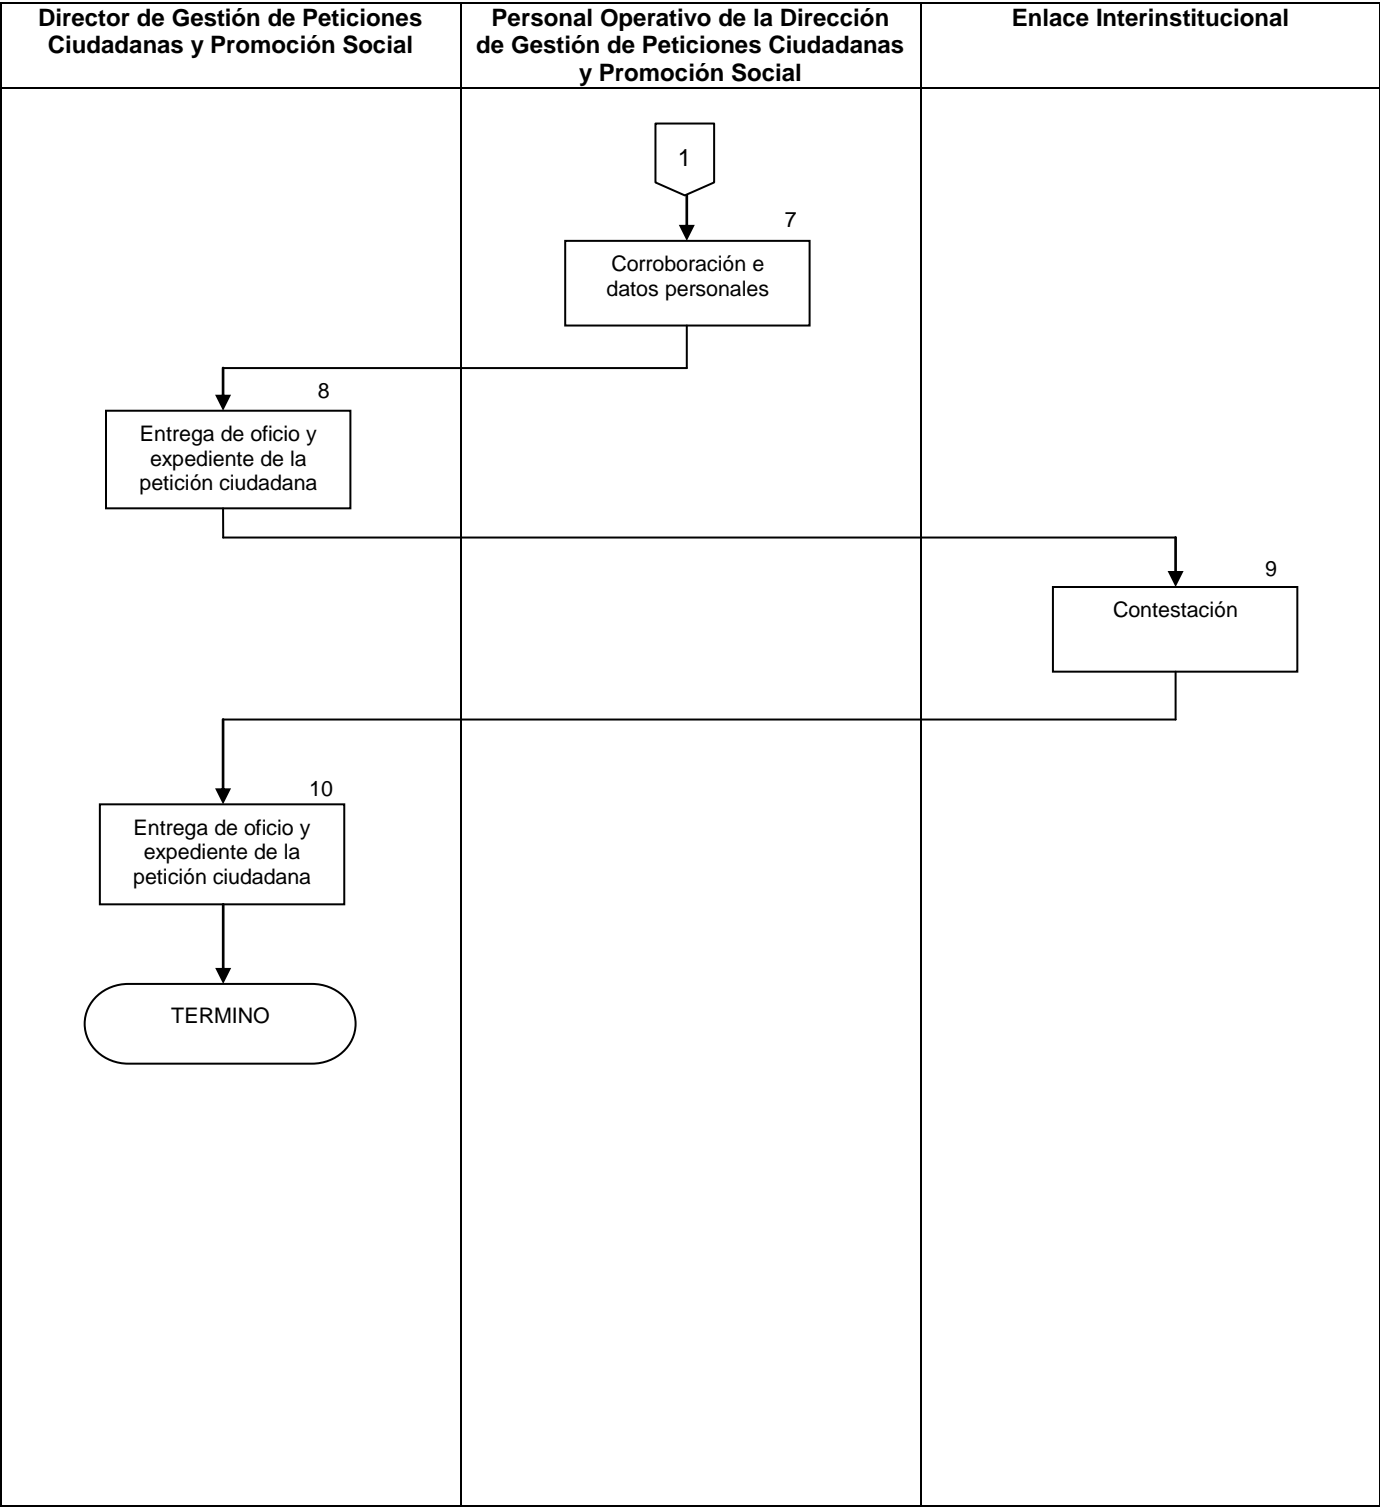 Director de Gestión de Peticiones
Ciudadanas y Promoción Social
Personal Operativo de la Dirección
de Gestión de Peticiones Ciudadanas
y Promoción Social
Enlace Interinstitucional
1
7
Corroboración e
datos personales
8
Entrega de oficio y
expediente de la
petición ciudadana
9
Contestación
10
Entrega de oficio y
expediente de la
petición ciudadana
TERMINO